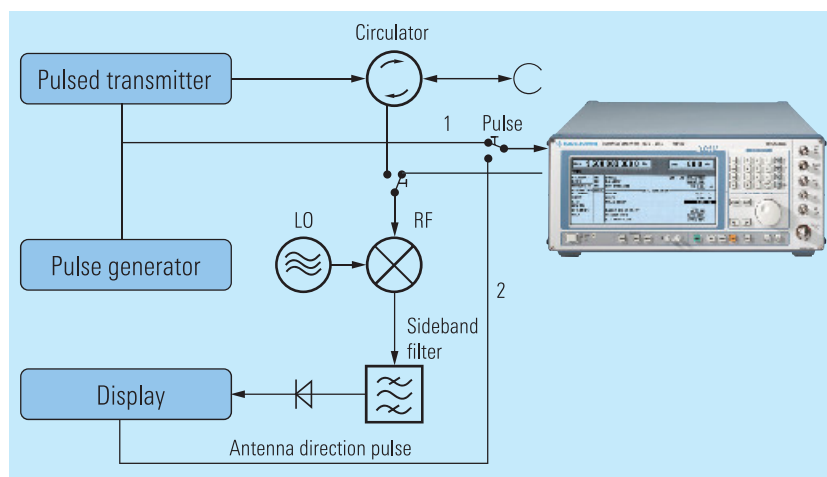 Circulator
Pulsed transmitter
1
Pulse
LO
RF
Pulse generator
2
Sideband
filter
Display
Antenna direction pulse